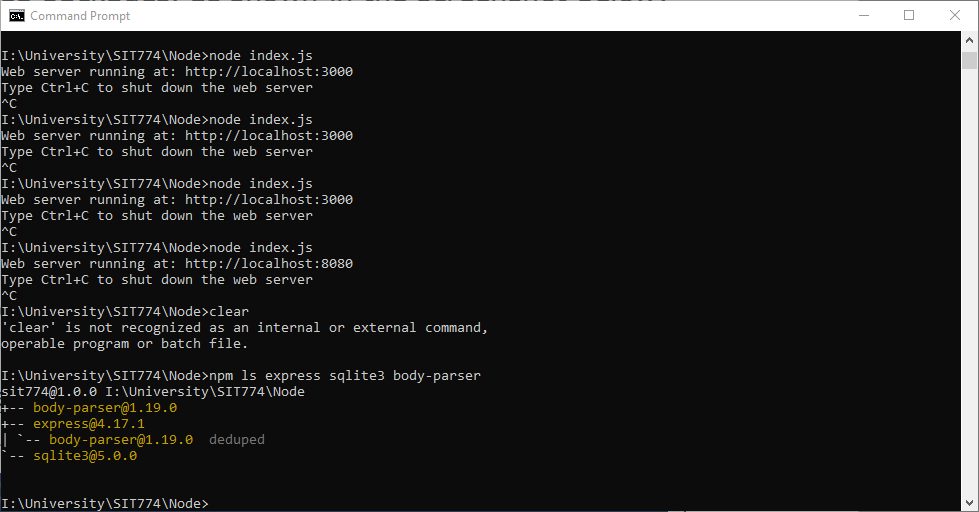 Command Prompt
I:\University\SIT774\Node>node index.js
Web server running at: http://localhost:3000
Type Ctrl+C to shut down the web server
^C
I:\University\SIT774\Node>node index.js
Web server running at: http://localhost:3000
Type Ctrl+C to shut down the web server
^C
I:\University\SIT774\Node>node index.js
Web server running at: http://localhost:3000
Type Ctrl+C to shut down the web server
^C
I:\University\SIT774\Node>node index.js
Web server running at: http://localhost:8080
Type Ctrl+C to shut down the web server
^C
I:\University\SIT774\Node>clear
'clear' is not recognized as an internal or external command,
operable program or batch file.
I:\University\SIT774\Node>npm ls express sqlite3 body-parser
sit774@1.0.0 I:\University\SIT774\Node
+-- body-parser@1.19.0
+-- express@4.17.1
| `-- body-parser@1.19.0  deduped
`-- sqlite3@5.0.0
I:\University\SIT774\Node>